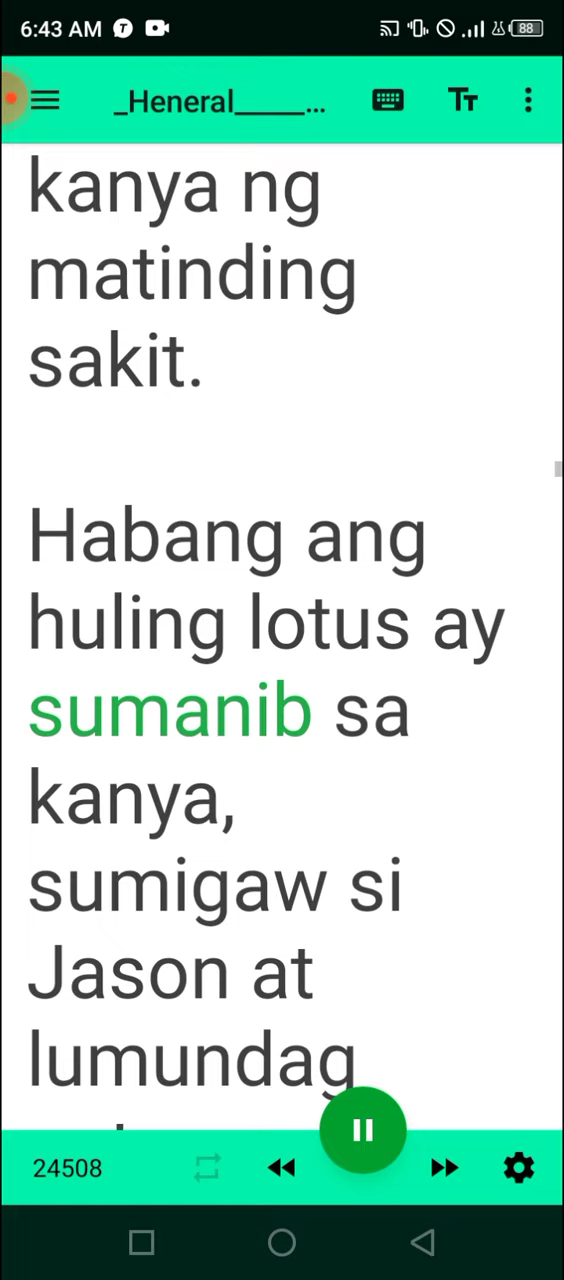 6:43 AM
88
_Heneral_____...
Tт
kanya ng
matinding
sakit.
Habang ang
huling lotus ay
sumanib sa
kanya,
sumigaw si
Jason at
lumundag
24508